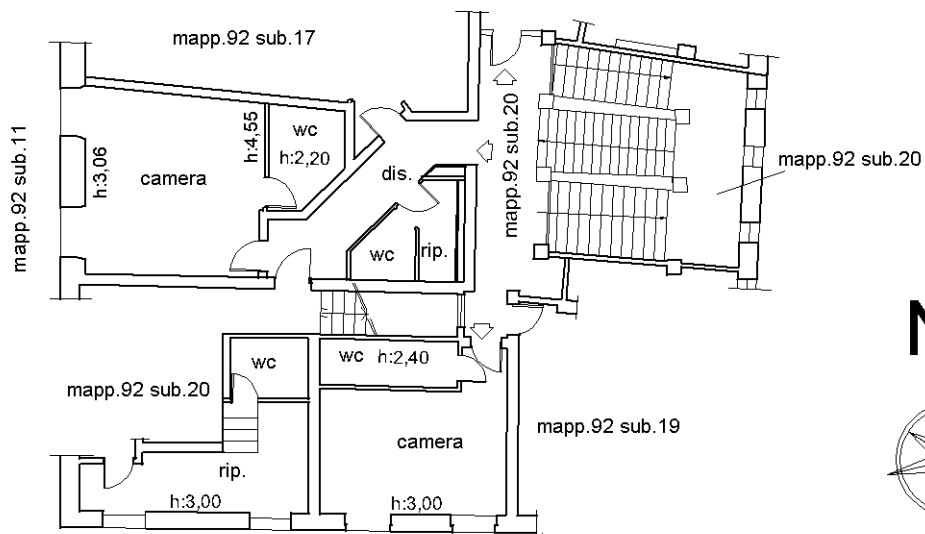 mapp.92 sub.17
mapp.92 sub.11
h:3,06
camera
h:4,55
wc
h:2,20
dis.
mapp.92 sub.20
mapp.92 sub.20
wc
rip.
wc
wc h:2,40
mapp.92 sub.20
camera
mapp.92 sub.19
rip.
h:3,00
h:3,00